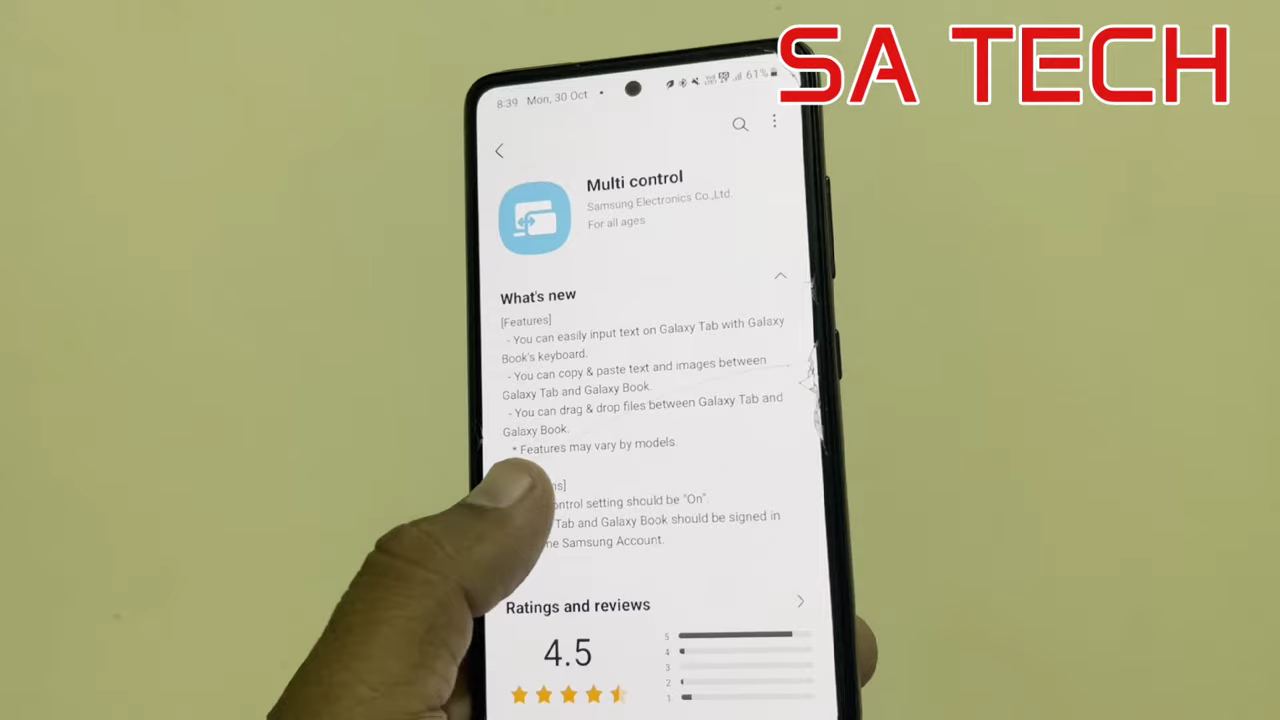 SA TECH
8:39 Mon, 30 Oct
61%
Multi control
Samsung Electronics Co.,Ltd.
For all ages
What's new
[Features]
- You can easily input text on Galaxy Tab with Galaxy
Book's keyboard.
- You can copy & paste text and images between
Galaxy Tab and Galaxy Book.
- You can drag & drop files between Galaxy Tab and
Galaxy Book.
* Features may vary by models.
ns]
ontrol setting should be "On".
Tab and Galaxy Book should be signed in
me Samsung Account.
Ratings and reviews
4.5
5
4
3
2
1